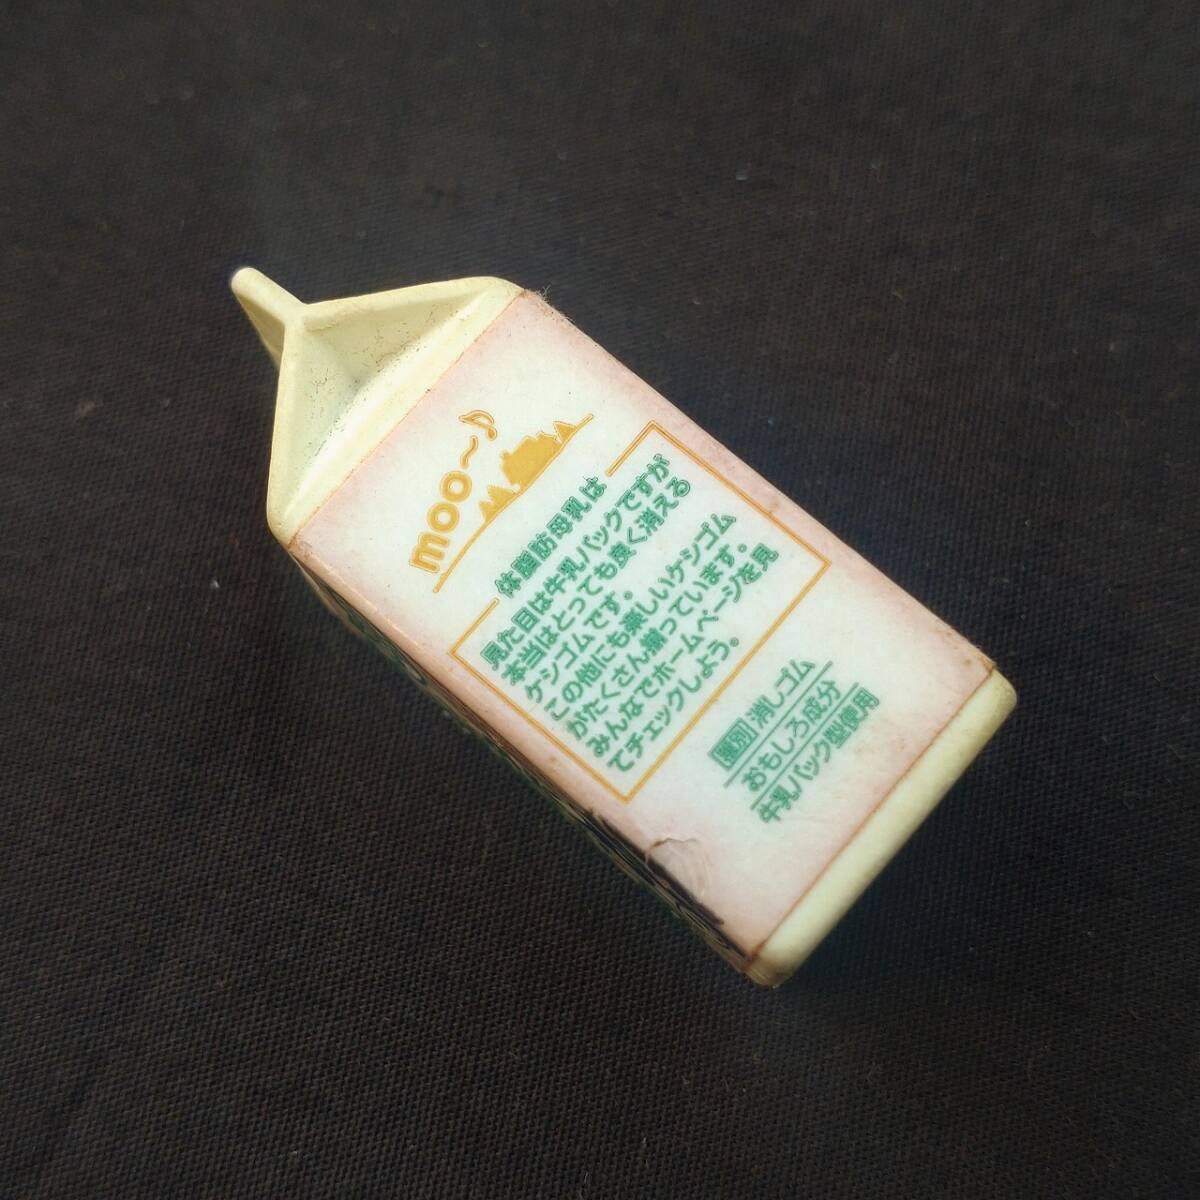 moo～♪
体脂肪母乳は
見た目は牛乳パックですが
本当はとっても良く消える
ケシゴムです。
この他にも楽しいケシゴム
がたくさん揃っています。
みんなでホームページを見
てチェックしよう。
種別 消しゴム
おもしろ成分
牛乳パック型使用